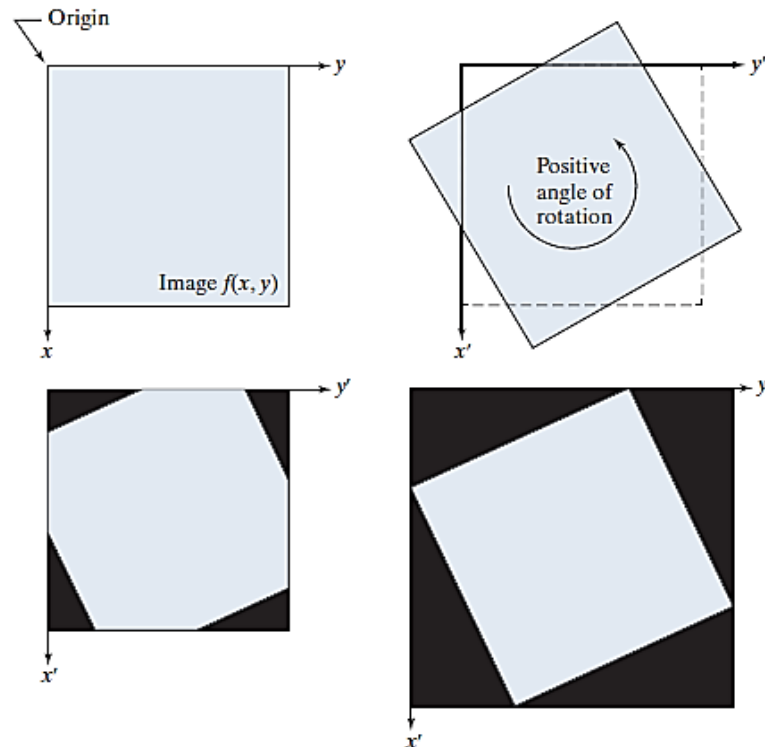 Origin
y
Image f(x, y)
x
y'
Positive
angle of
rotation
x'
y'
x'
y'
x'